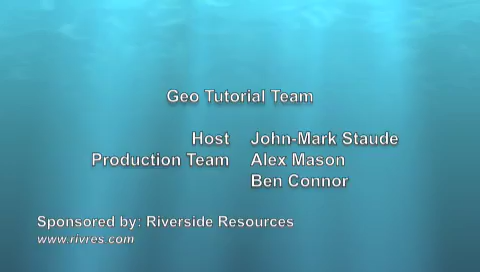 Geo Tutorial Team
Host John-Mark Staude
Production Team Alex Mason
Ben Connor
Sponsored by: Riverside Resources
www.rivres.com